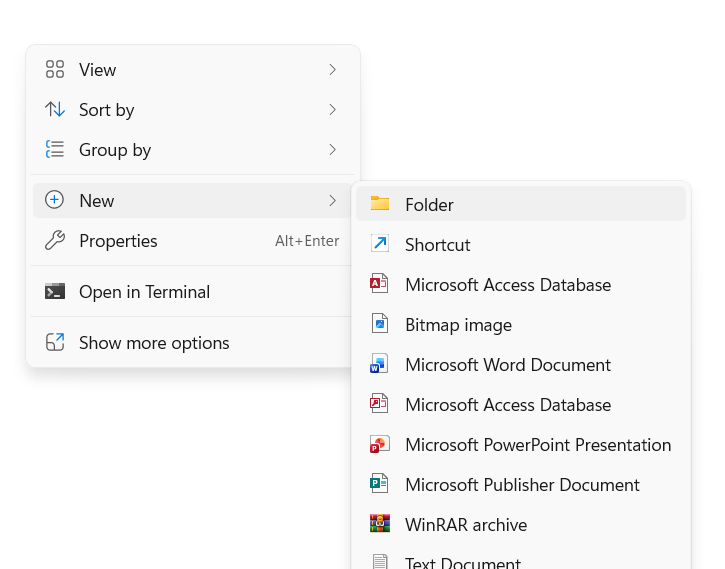 View
Sort by
Group by
New
Properties Alt+Enter
Open in Terminal
Show more options
Folder
Shortcut
Microsoft Access Database
Bitmap image
Microsoft Word Document
Microsoft Access Database
Microsoft PowerPoint Presentation
Microsoft Publisher Document
WinRAR archive
Text Document